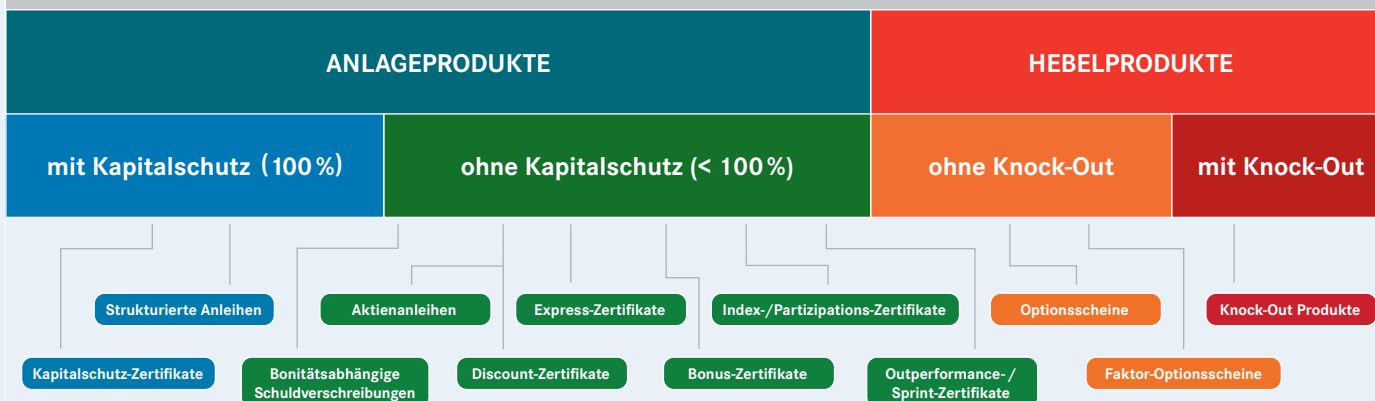 ANLAGEPRODUKTE
HEBELPRODUKTE
mit Kapitalschutz (100 %)
ohne Kapitalschutz (< 100 %)
ohne Knock-Out
mit Knock-Out
Strukturierte Anleihen
Aktienanleihen
Express-Zertifikate
Index-/Partizipations-Zertifikate
Optionsscheine
Knock-Out Produkte
Kapitalschutz-Zertifikate
Bonitätsabhängige
Schuldverschreibungen
Discount-Zertifikate
Bonus-Zertifikate
Outperformance-/
Sprint-Zertifikate
Faktor-Optionsscheine